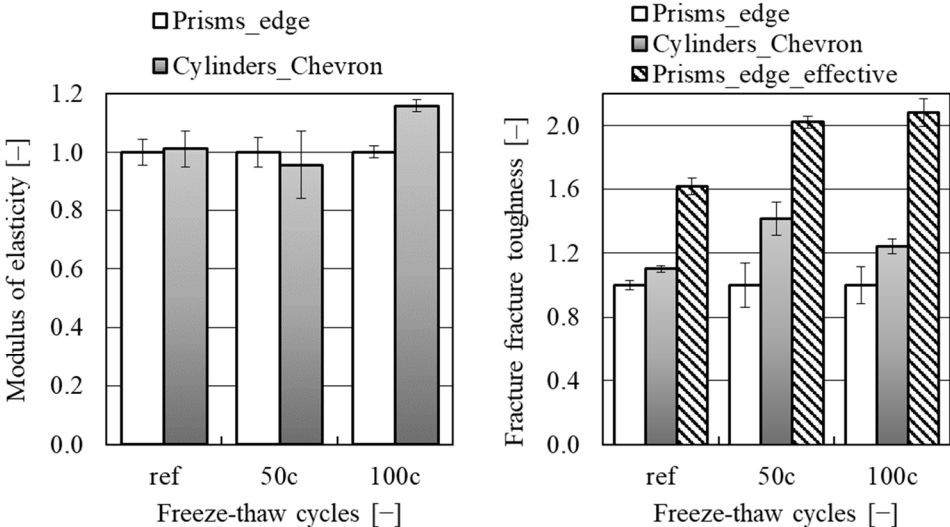 Prisms_edge
Cylinders_Chevron
Modulus of elasticity [−]
1.2
1.0
0.8
0.6
0.4
0.2
0.0
ref 50c 100c
Freeze-thaw cycles [−]
Prisms_edge
Cylinders_Chevron
Prisms_edge_effective
Fracture fracture toughness [−]
2.0
1.6
1.2
0.8
0.4
0.0
ref 50c 100c
Freeze-thaw cycles [−]